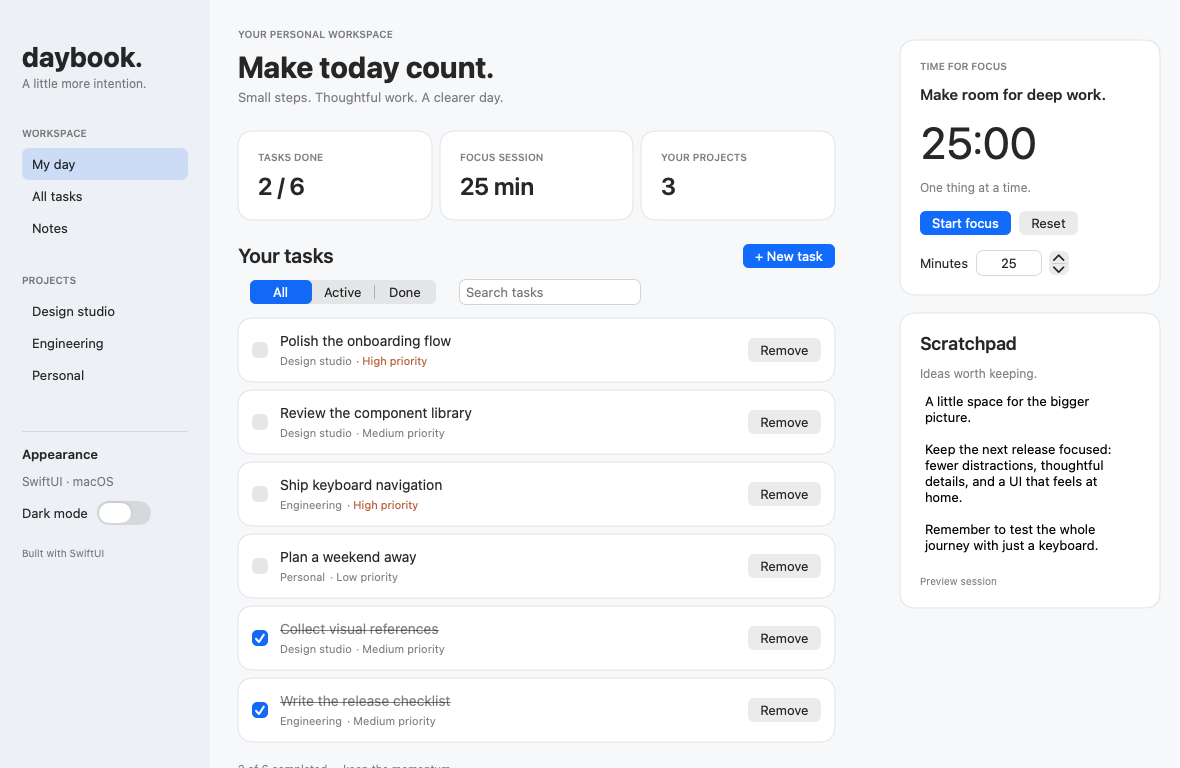 daybook.
A little more intention.
WORKSPACE
My day
All tasks
Notes
PROJECTS
Design studio
Engineering
Personal
Appearance
SwiftUI · macOS
Dark mode
Built with SwiftUI
YOUR PERSONAL WORKSPACE
Make today count.
Small steps. Thoughtful work. A clearer day.
TASKS DONE
2 / 6
FOCUS SESSION
25 min
YOUR PROJECTS
3
Your tasks
+ New task
All
Active
Done
Search tasks
Polish the onboarding flow
Design studio · High priority
Remove
Review the component library
Design studio · Medium priority
Remove
Ship keyboard navigation
Engineering · High priority
Remove
Plan a weekend away
Personal · Low priority
Remove
Collect visual references
Design studio · Medium priority
Remove
Write the release checklist
Engineering · Medium priority
Remove
TIME FOR FOCUS
Make room for deep work.
25:00
One thing at a time.
Start focus
Reset
Minutes 25
Scratchpad
Ideas worth keeping.
A little space for the bigger
picture.
Keep the next release focused:
fewer distractions, thoughtful
details, and a UI that feels at
home.
Remember to test the whole
journey with just a keyboard.
Preview session